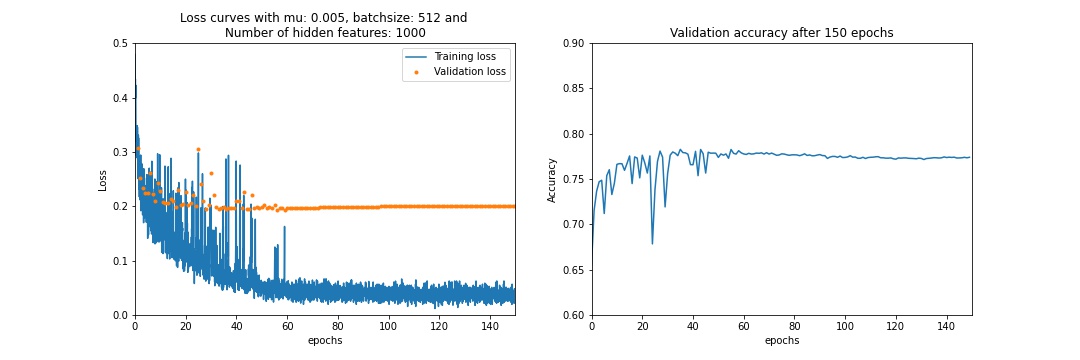 Loss curves with mu: 0.005, batchsize: 512 and
Number of hidden features: 1000
0.5
0.4
0.3
0.2
0.1
0.0
Loss
Training loss
Validation loss
0 20 40 60 80 100 120 140
epochs
Validation accuracy after 150 epochs
0.90
0.85
0.80
0.75
0.70
0.65
0.60
Accuracy
0 20 40 60 80 100 120 140
epochs